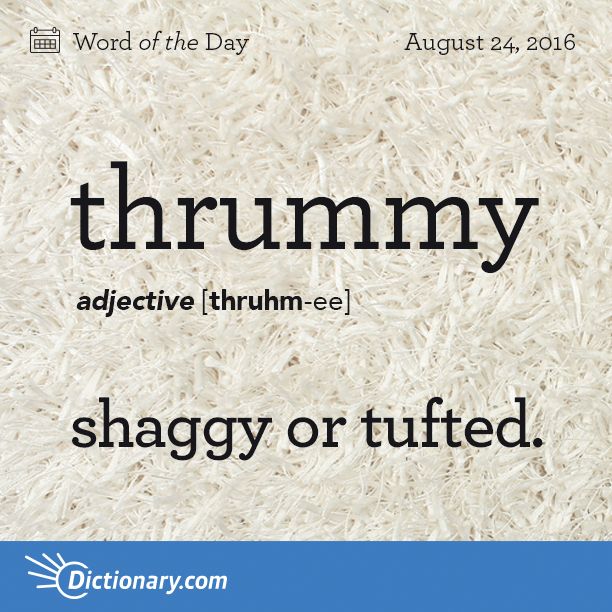 Word of the Day
August 24, 2016
thrummy
adjective [thruhm-ee]
shaggy or tufted.
Dictionary.com